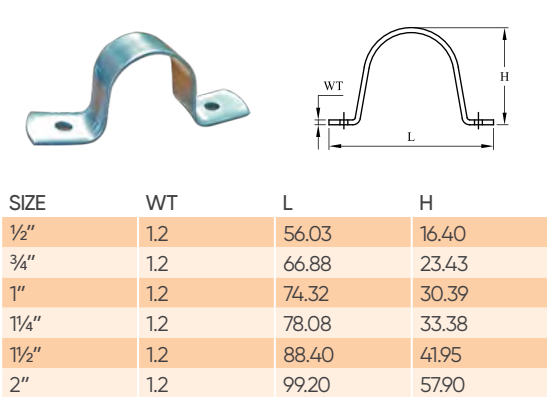 WT
H
L
SIZE WT L H
½” 1.2 56.03 16.40
¾” 1.2 66.88 23.43
1” 1.2 74.32 30.39
1¼” 1.2 78.08 33.38
1½” 1.2 88.40 41.95
2” 1.2 99.20 57.90